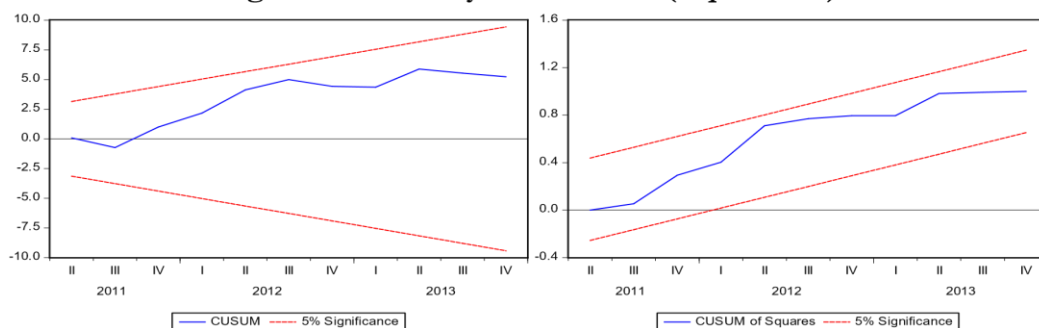 10.0
7.5
5.0
2.5
0.0
-2.5
-5.0
-7.5
-10.0
II III IV I II III IV I II III IV
2011 2012 2013
CUSUM 5% Significance
1.6
1.2
0.8
0.4
0.0
-0.4
II III IV I II III IV I II III IV
2011 2012 2013
CUSUM of Squares 5% Significance